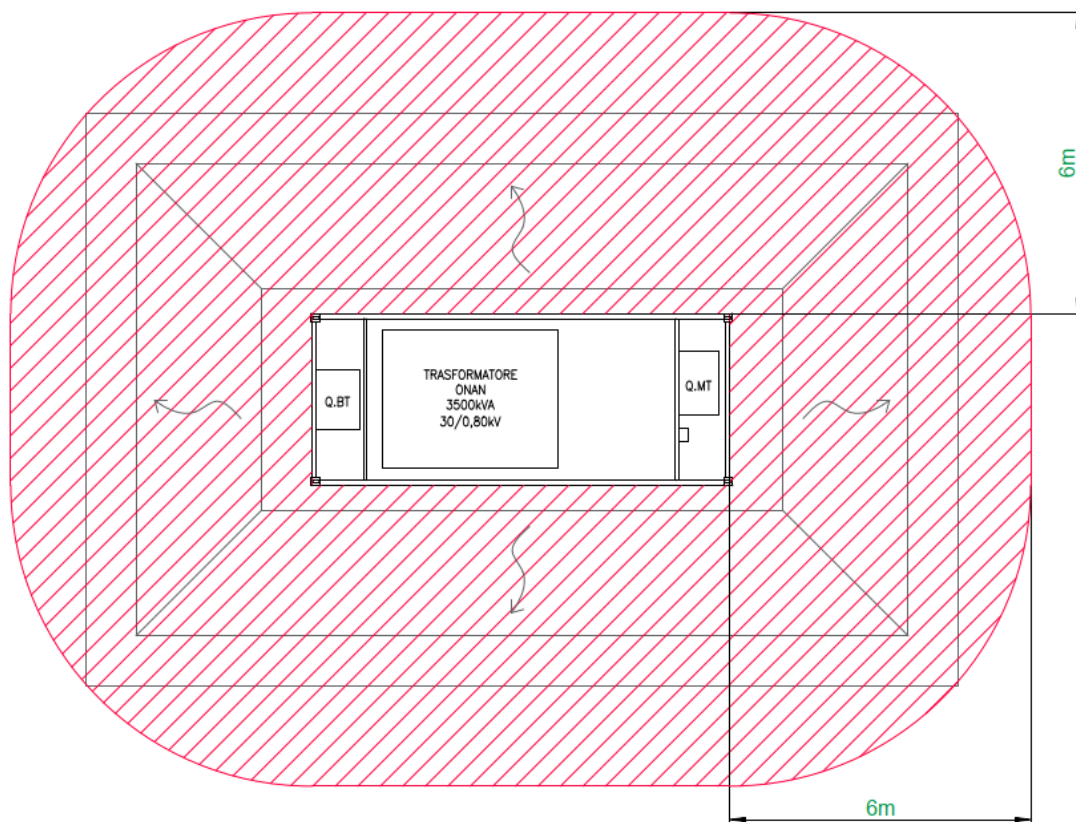 6m
TRASFORMATORE
ONAN
3500kVA
30/0,80kV
Q.BT
Q.MT
6m